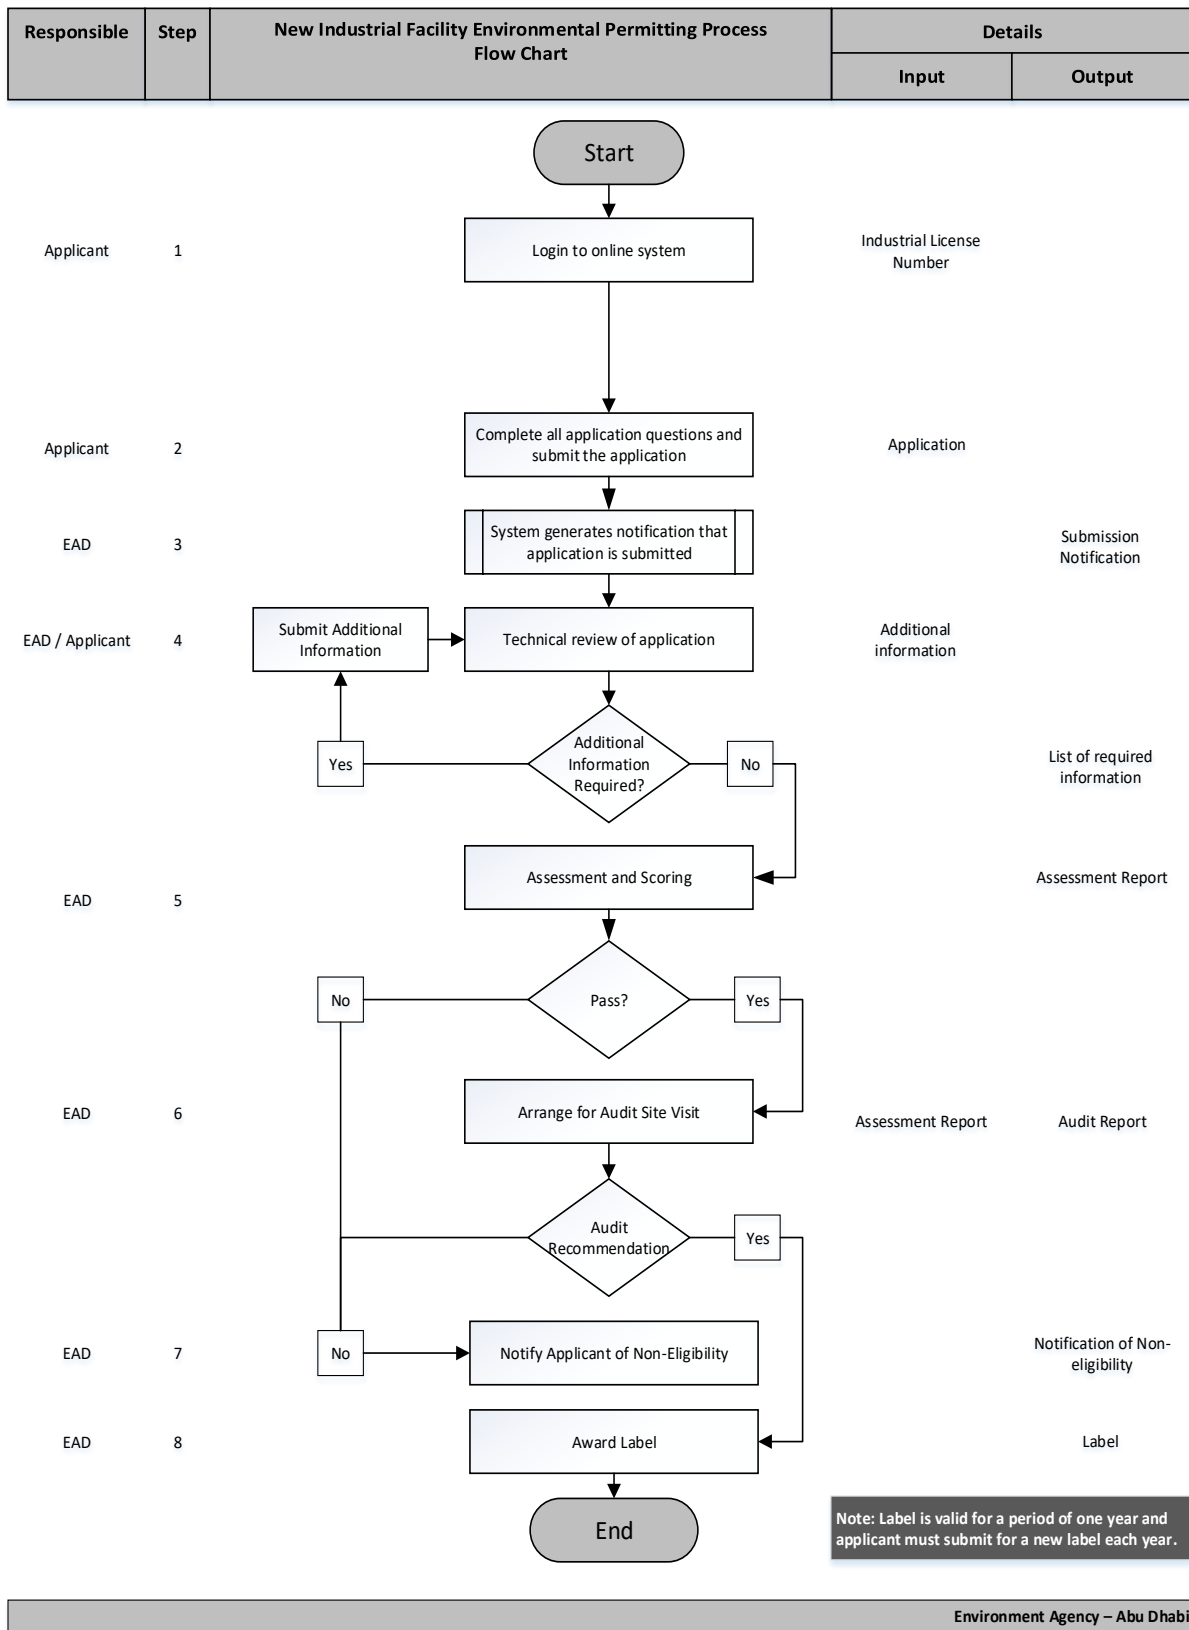 Responsible
Step
New Industrial Facility Environmental Permitting Process
Flow Chart
Details
Input
Output
Start
Applicant
1
Login to online system
Industrial License
Number
Applicant
2
Complete all application questions and
submit the application
Application
EAD
3
System generates notification that
application is submitted
Submission
Notification
EAD / Applicant
4
Submit Additional
Information
Technical review of application
Additional
information
Yes
Additional
Information
Required?
No
List of required
information
EAD
5
Assessment and Scoring
Assessment Report
No
Pass?
Yes
EAD
6
Arrange for Audit Site Visit
Assessment Report
Audit Report
Audit
Recommendation
Yes
EAD
7
No
Notify Applicant of Non-Eligibility
Notification of Non-
eligibility
EAD
8
Award Label
Label
End
Note: Label is valid for a period of one year and
applicant must submit for a new label each year.
Environment Agency – Abu Dhabi